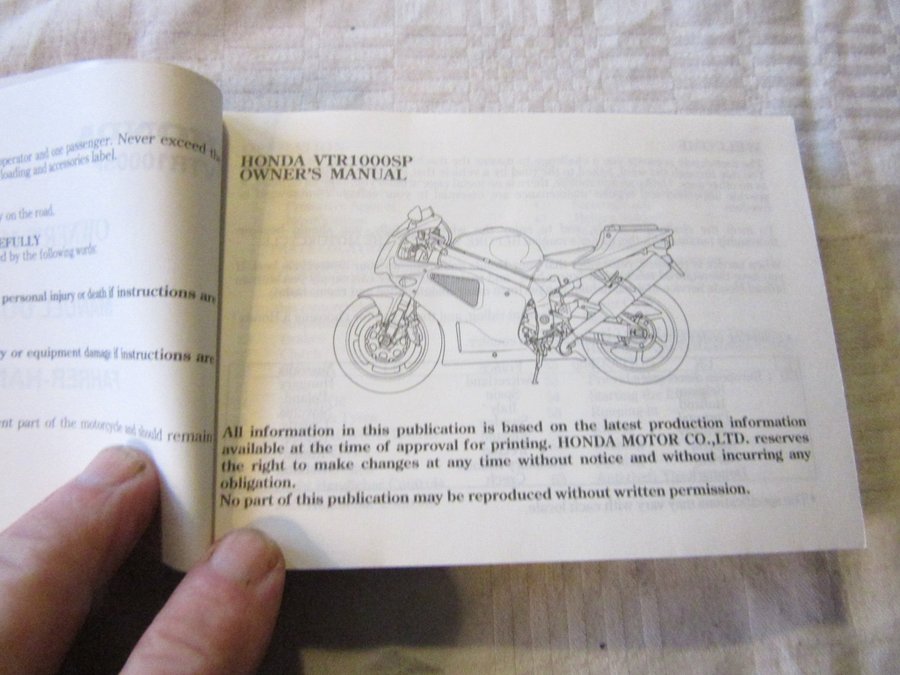 operator and one passenger. Never exceed
loading and accessories label.
y on the road.
EFULLY
d by the following words:
personal injury or death if instructions are
y or equipment damage if instructions are
nt part of the motorcycle and should remain
HONDA VTR1000SP
OWNER'S MANUAL
All information in this publication is based on the latest production information
available at the time of approval for printing. HONDA MOTOR CO.,LTD. reserves
the right to make changes at any time without notice and without incurring any
obligation.
No part of this publication may be reproduced without written permission.